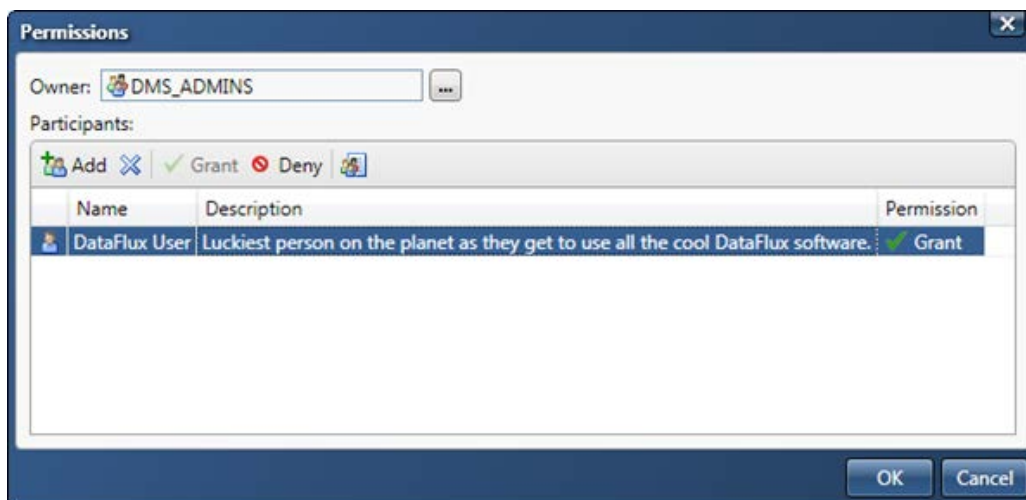 Permissions
Owner: DMS_ADMINS ...
Participants:
Add Grant Deny
Name Description Permission
DataFlux User Luckiest person on the planet as they get to use all the cool DataFlux software. Grant
OK Cancel